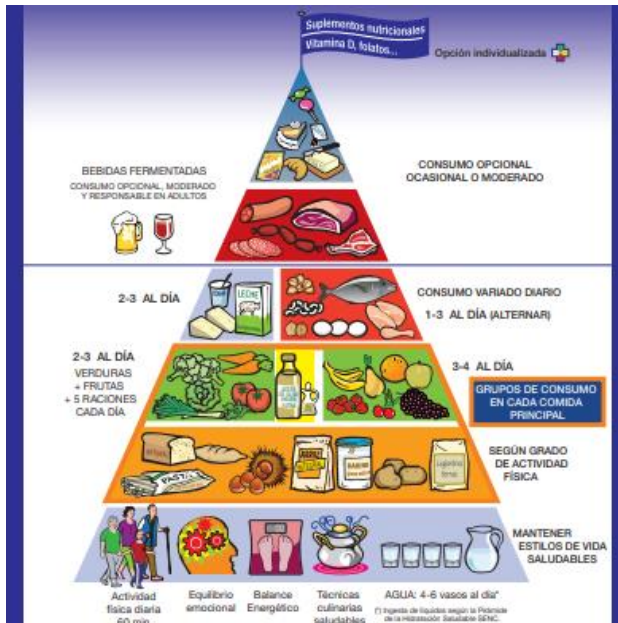 Suplementos nutricionales
Vitamina D, folatos...
Opción individualizada
BEBIDAS FERMENTADAS
CONSUMO OPCIONAL, MODERADO
Y RESPONSABLE EN ADULTOS
CONSUMO OPCIONAL
OCASIONAL O MODERADO
2-3 AL DÍA
LECHE
CONSUMO VARIADO DIARIO
1-3 AL DÍA (ALTERNAR)
2-3 AL DÍA
VERDURAS
+ FRUTAS
+ 5 RACIONES
CADA DÍA
3-4 AL DÍA
GRUPOS DE CONSUMO
EN CADA COMIDA
PRINCIPAL
PASTA
HARINA
SEGÚN GRADO
DE ACTIVIDAD
FÍSICA
MANTENER
ESTILOS DE VIDA
SALUDABLES
Actividad
física diaria
60 min
Equilibrio
emocional
Balance
Energético
Técnicas
culinarias
saludables
AGUA: 4-6 vasos al día*
(*) Ingesta de líquidos según la Pirámide
de la Hidratación Saludable SENC.